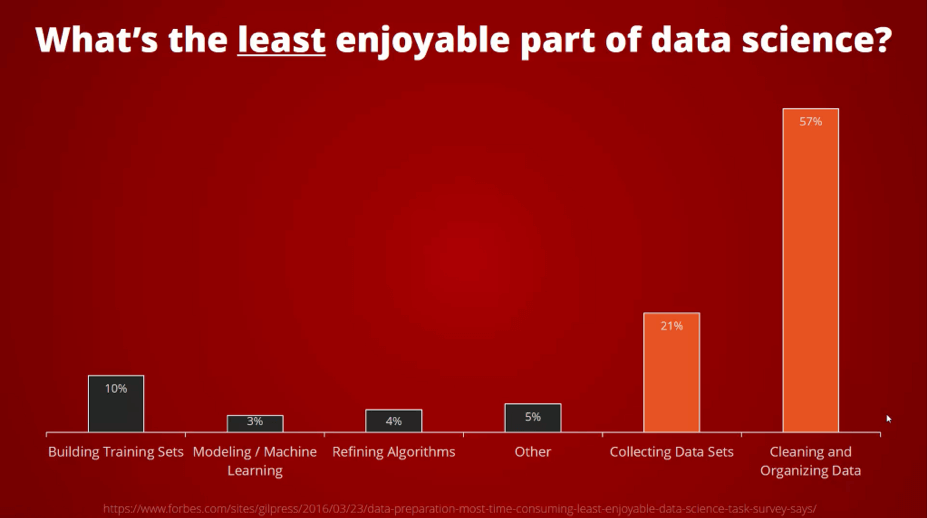 What's the least enjoyable part of data science?
57%
21%
10%
3%
4%
5%
Building Training Sets
Modeling / Machine
Learning
Refining Algorithms
Other
Collecting Data Sets
Cleaning and
Organizing Data
https://www.forbes.com/sites/gilpress/2016/03/23/data-preparation-most-time-consuming-least-enjoyable-data-science-task-survey-says/